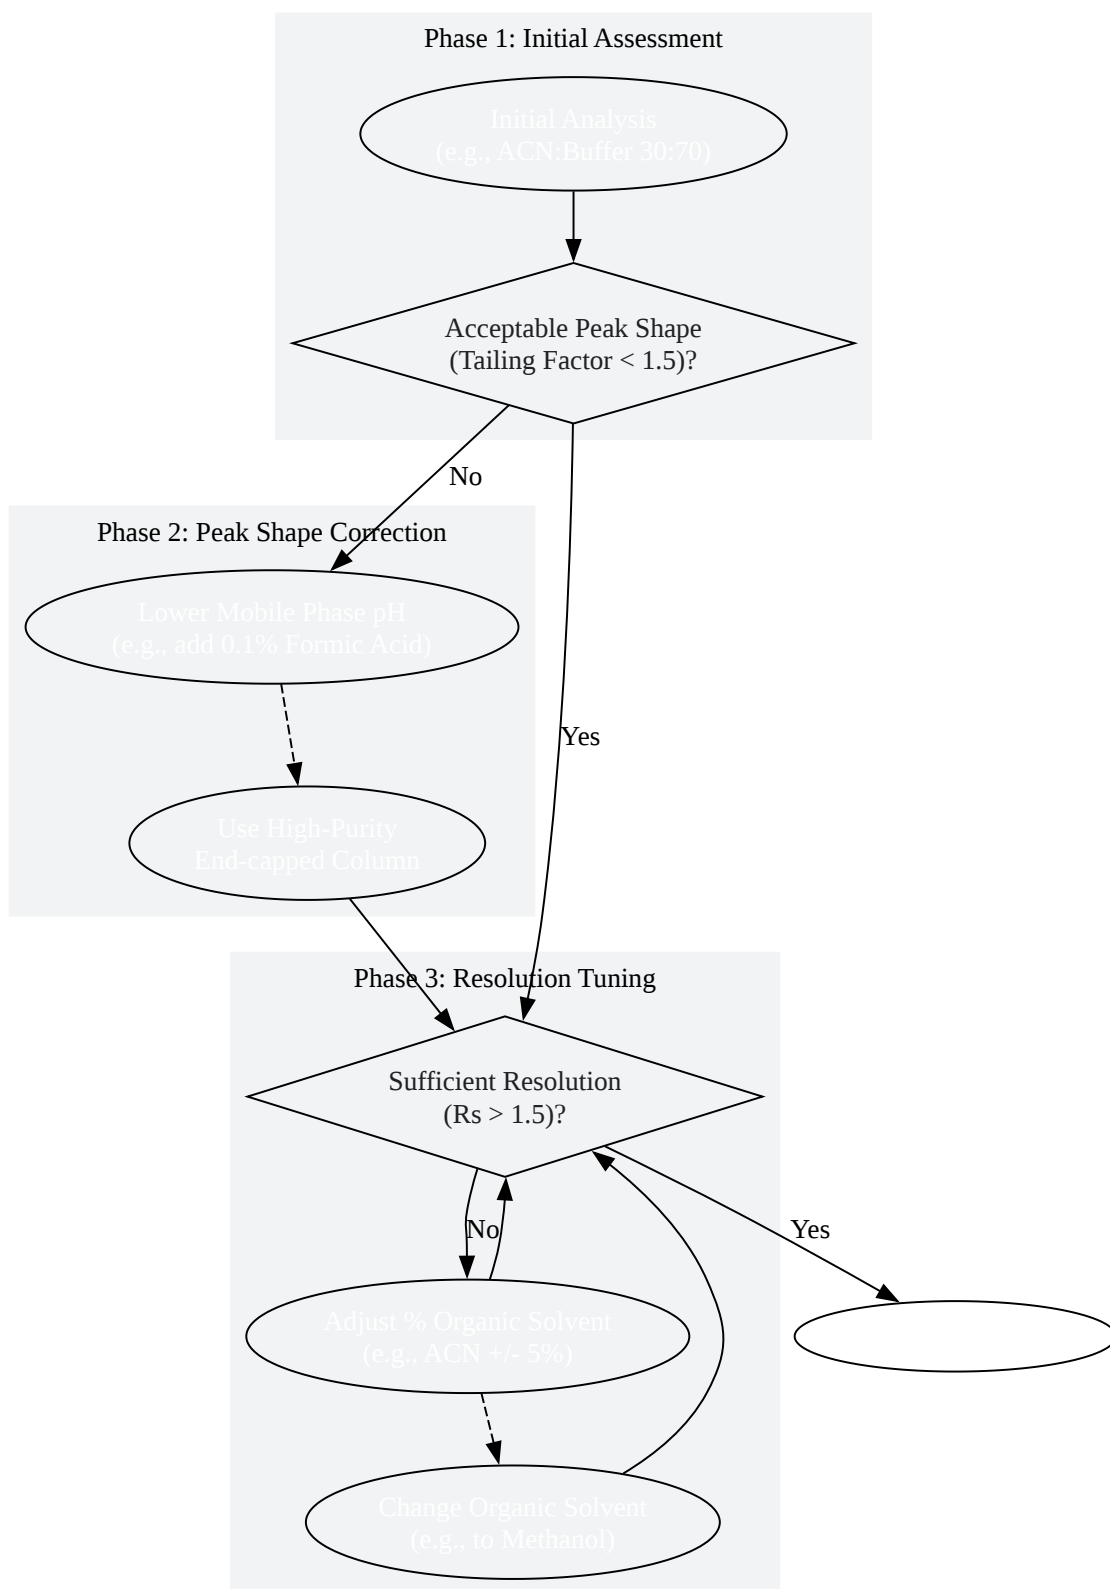 Phase 1: Initial Assessment
Initial Analysis
(e.g., ACN:Buffer 30:70)
Acceptable Peak Shape
(Tailing Factor < 1.5)?
No
Phase 2: Peak Shape Correction
Lower Mobile Phase pH
(e.g., add 0.1% Formic Acid)
Yes
Use High-Purity
End-capped Column
Phase 3: Resolution Tuning
Sufficient Resolution
(Rs > 1.5)?
No
Yes
Adjust % Organic Solvent
(e.g., ACN +/- 5%)
Change Organic Solvent
(e.g., to Methanol)